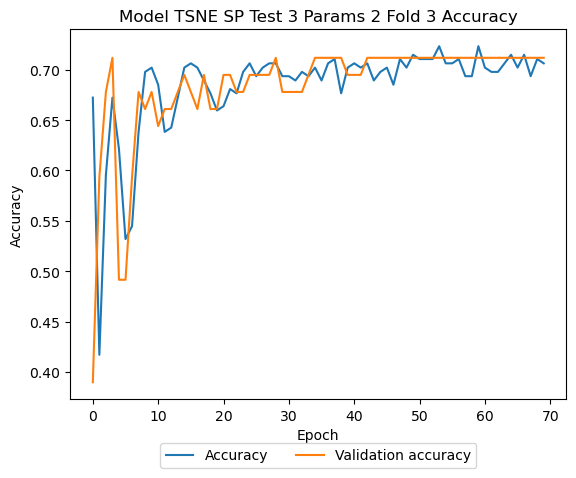 Model TSNE SP Test 3 Params 2 Fold 3 Accuracy
0.70
0.65
0.60
0.55
0.50
0.45
0.40
Accuracy
0 10 20 30 40 50 60 70
Epoch
Accuracy Validation accuracy